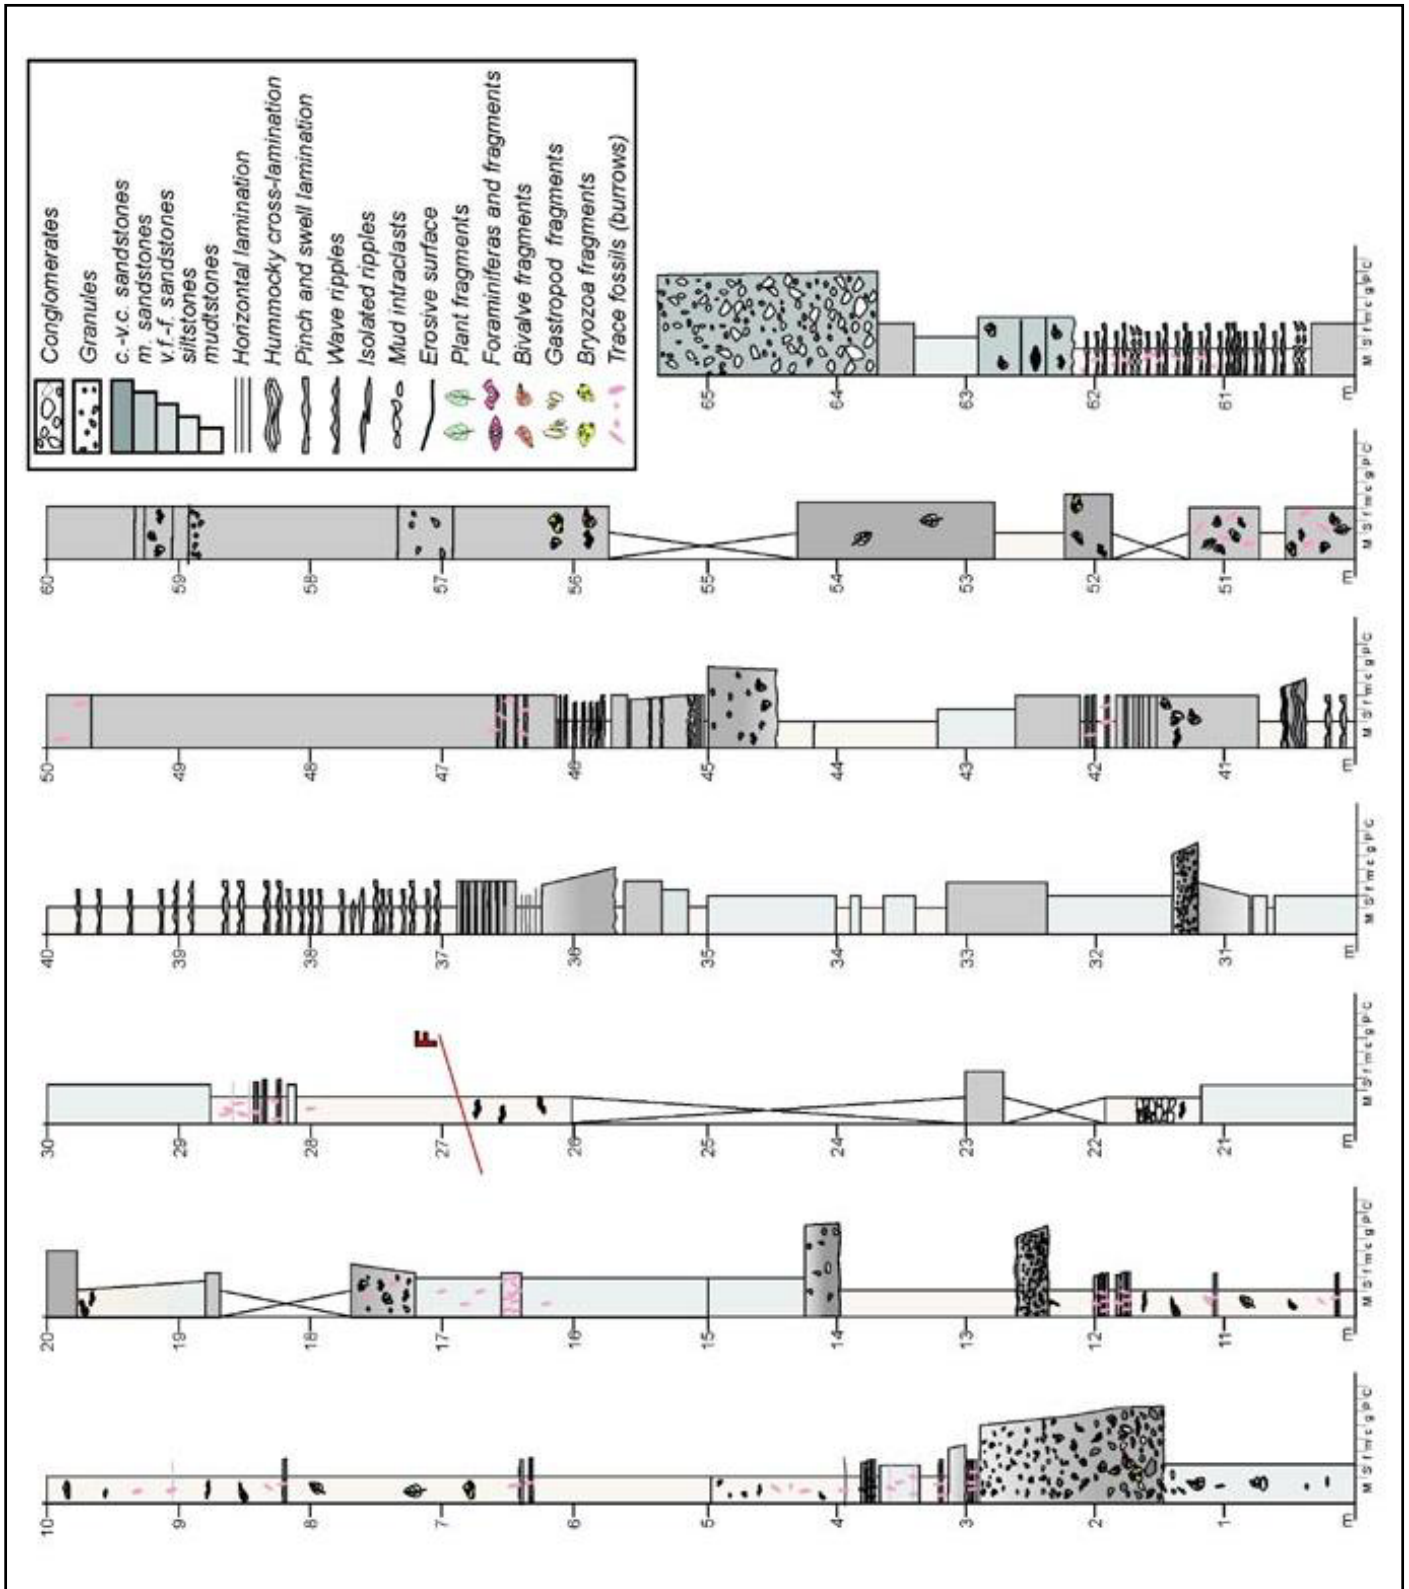 Conglomerates
Granules
c.-v.c. sandstones
m. sandstones
v.f.-f. sandstones
siltstones
mudtstones
Horizontal lamination
Hummocky cross-lamination
Pinch and swell lamination
Wave ripples
Isolated ripples
Mud intraclasts
Erosive surface
Plant fragments
Foraminiferas and fragments
Bivalve fragments
Gastropod fragments
Bryozoa fragments
Trace fossils (burrows)
10
9
8
7
6
5
4
3
2
1
m
M S f m c g p C
20
19
18
17
16
15
14
13
12
11
m
M S f m c g p C
30
29
28
27
26
25
24
23
22
21
m
M S f m c g p C
F
40
39
38
37
36
35
34
33
32
31
m
M S f m c g p C
50
49
48
47
46
45
44
43
42
41
m
M S f m c g p C
60
59
58
57
56
55
54
53
52
51
m
M S f m c g p C
65
64
63
62
61
m
M S f m c g p C